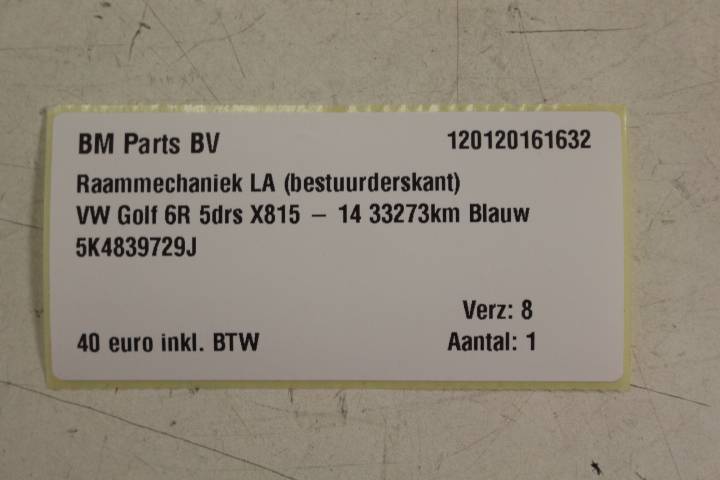 BM Parts BV 120120161632
Raammechaniek LA (bestuurderskant)
VW Golf 6R 5drs X815 – 14 33273km Blauw
5K4839729J
Verz: 8
40 euro inkl. BTW Aantal: 1